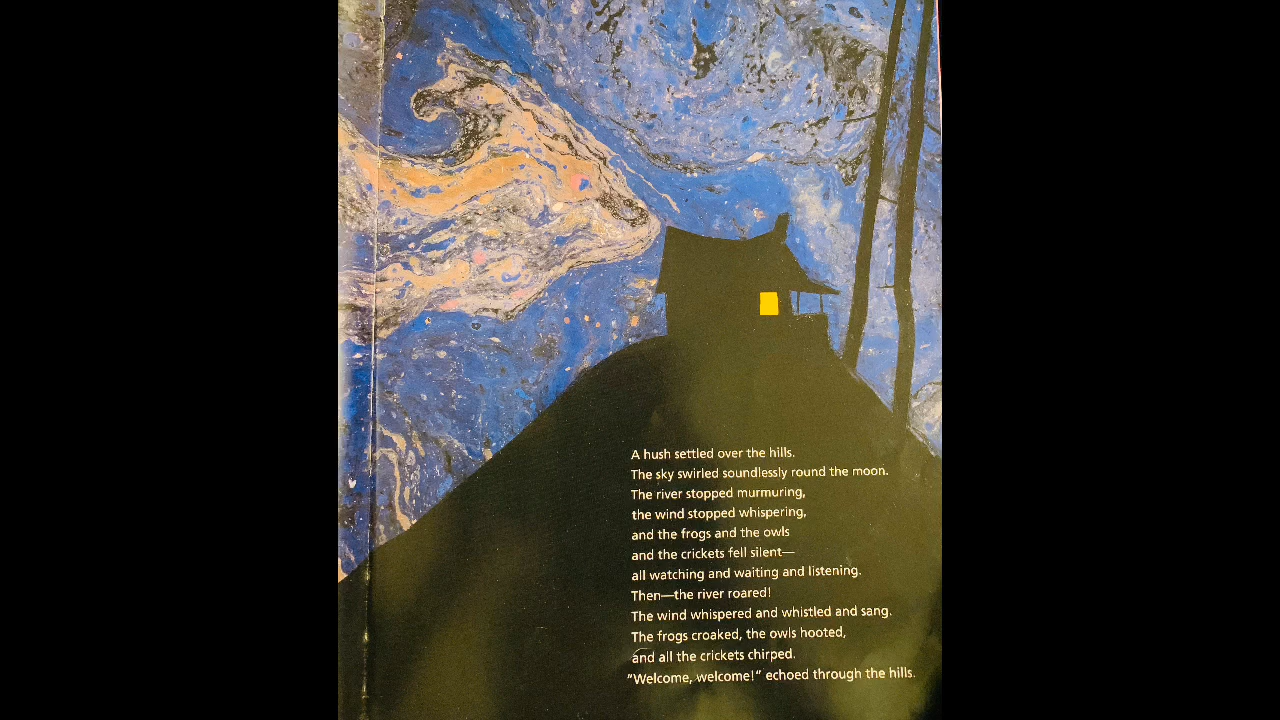 A hush settled over the hills.
The sky swirled soundlessly round the moon.
The river stopped murmuring,
the wind stopped whispering,
and the frogs and the owls
and the crickets fell silent—
all watching and waiting and listening.
Then—the river roared!
The wind whispered and whistled and sang.
The frogs croaked, the owls hooted,
and all the crickets chirped.
"Welcome, welcome!" echoed through the hills.